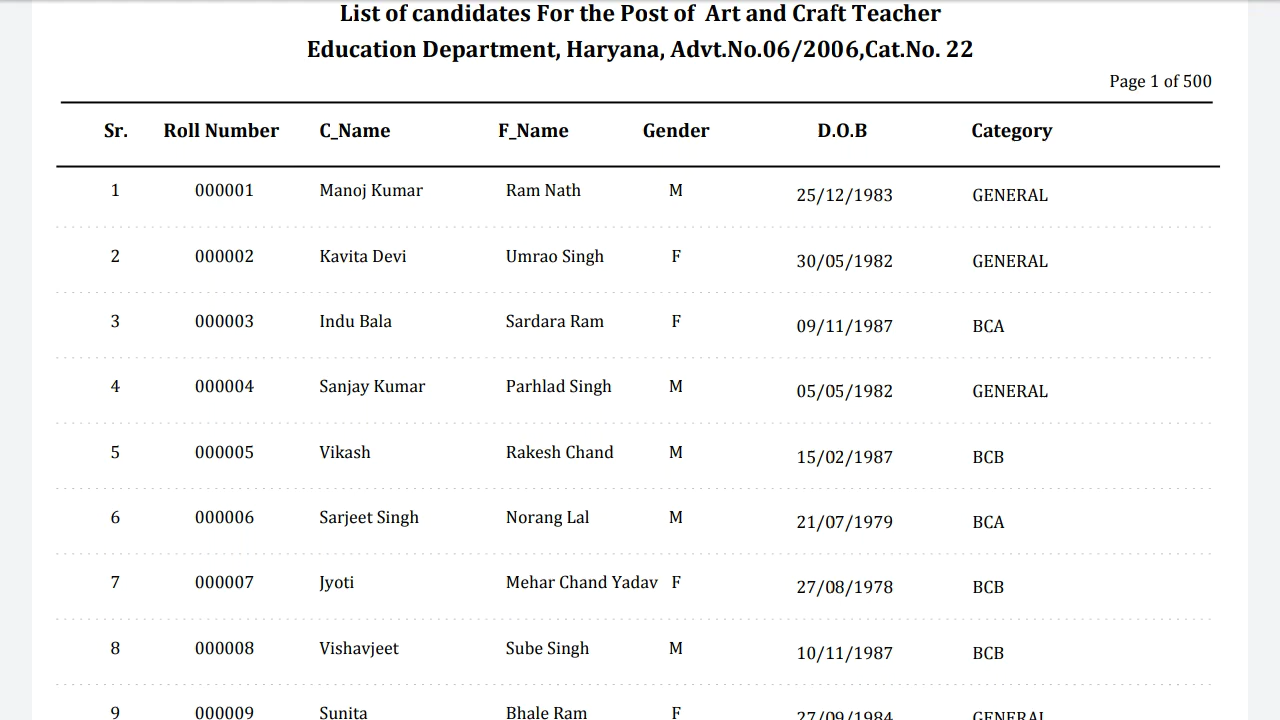 List of candidates For the Post of Art and Craft Teacher
Education Department, Haryana, Advt.No.06/2006,Cat.No. 22
Page 1 of 500
Sr. Roll Number C_Name F_Name Gender D.O.B Category
1 000001 Manoj Kumar Ram Nath M 25/12/1983 GENERAL
2 000002 Kavita Devi Umrao Singh F 30/05/1982 GENERAL
3 000003 Indu Bala Sardara Ram F 09/11/1987 BCA
4 000004 Sanjay Kumar Parhlad Singh M 05/05/1982 GENERAL
5 000005 Vikash Rakesh Chand M 15/02/1987 BCB
6 000006 Sarjeet Singh Norang Lal M 21/07/1979 BCA
7 000007 Jyoti Mehar Chand Yadav F 27/08/1978 BCB
8 000008 Vishavjeet Sube Singh M 10/11/1987 BCB
9 000009 Sunita Bhale Ram F 27/09/1984 GENERAL